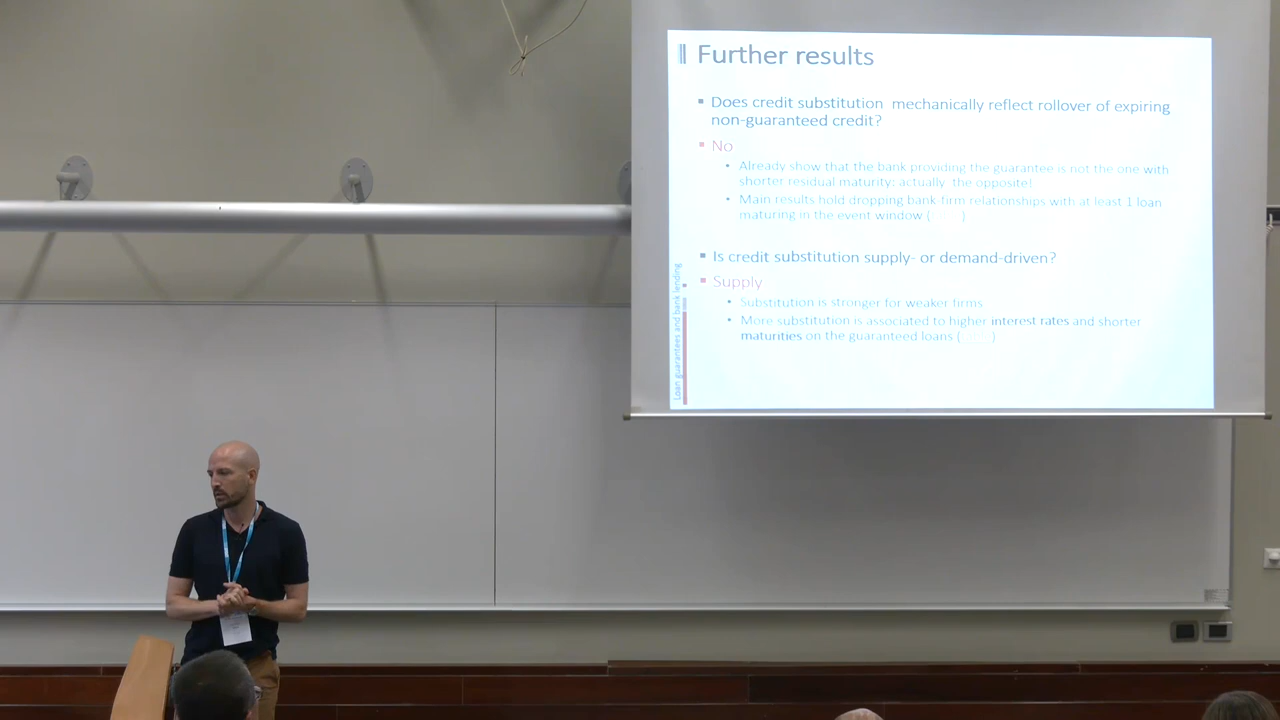 Further results
Does credit substitution mechanically reflect rollover of expiring
non-guaranteed credit?
No
Already show that the bank providing the guarantee is not the one with
shorter residual maturity: actually the opposite!
Main results hold dropping bank-firm relationships with at least 1 loan
maturing in the event window ( )
Is credit substitution supply- or demand-driven?
Supply
Substitution is stronger for weaker firms
More substitution is associated to higher interest rates and shorter
maturities on the guaranteed loans ( )
Loan guarantees and bank lending